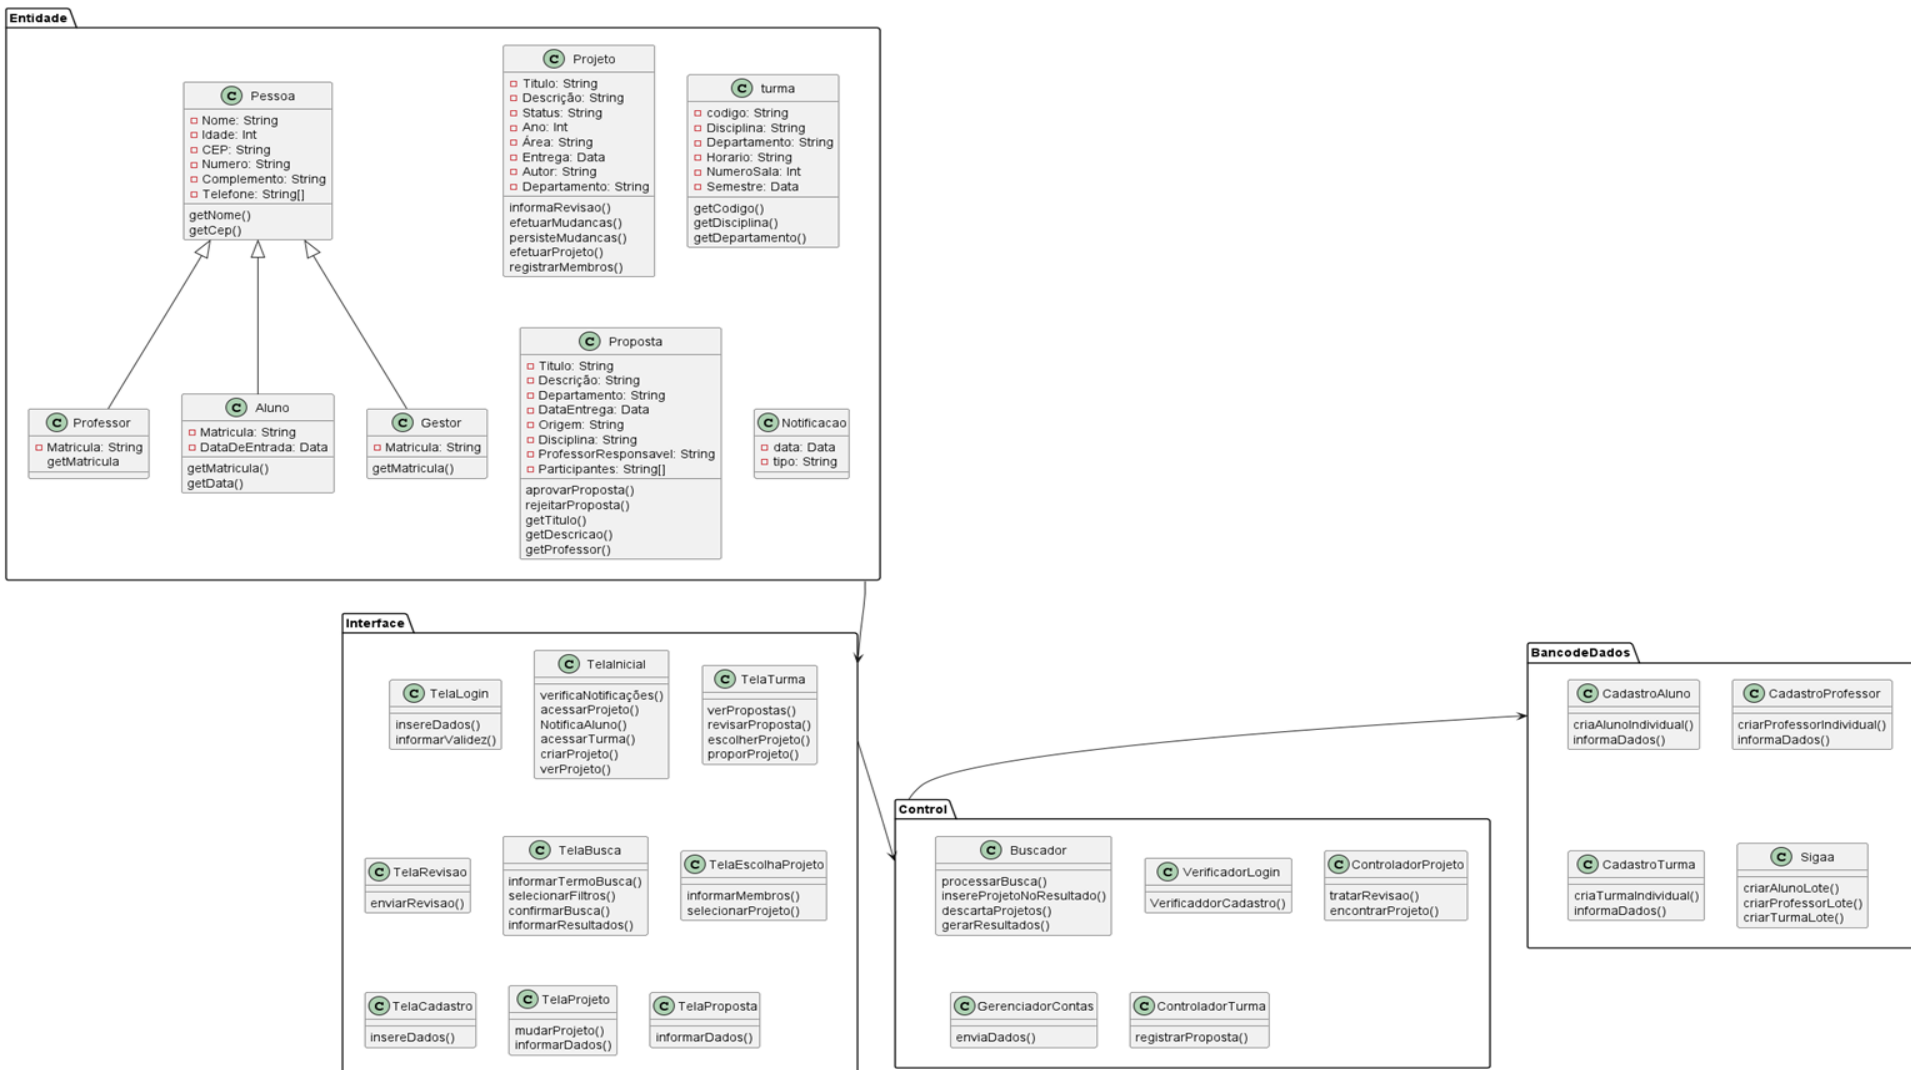 Entidade
C Pessoa
Nome: String
Idade: Int
CEP: String
Numero: String
Complemento: String
Telefone: String[]
getNome()
getCep()
C Projeto
Titulo: String
Descrição: String
Status: String
Ano: Int
Área: String
Entrega: Data
Autor: String
Departamento: String
informaRevisao()
efetuarMudancas()
persisteMudancas()
efetuarProjeto()
registrarMembros()
C turma
codigo: String
Disciplina: String
Departamento: String
Horario: String
NumeroSala: Int
Semestre: Data
getCodigo()
getDisciplina()
getDepartamento()
C Professor
Matricula: String
getMatricula
C Aluno
Matricula: String
DataDeEntrada: Data
getMatricula()
getData()
C Gestor
Matricula: String
getMatricula()
C Proposta
Titulo: String
Descrição: String
Departamento: String
DataEntrega: Data
Origem: String
Disciplina: String
ProfessorResponsavel: String
Participantes: String[]
aprovarProposta()
rejeitarProposta()
getTitulo()
getDescricao()
getProfessor()
C Notificacao
data: Data
tipo: String
Interface
C TelaLogin
insereDados()
informarValidez()
C TelaInicial
verificaNotificações()
acessarProjeto()
NotificaAluno()
acessarTurma()
criarProjeto()
verProjeto()
C TelaTurma
verPropostas()
revisarProposta()
escolherProjeto()
proporProjeto()
C TelaRevisao
enviarRevisao()
C TelaBusca
informarTermoBusca()
selecionarFiltros()
confirmarBusca()
informarResultados()
C TelaEscolhaProjeto
informarMembros()
selecionarProjeto()
C TelaCadastro
insereDados()
C TelaProjeto
mudarProjeto()
informarDados()
C TelaProposta
informarDados()
Control
C Buscador
processarBusca()
insereProjetoNoResultado()
descartaProjetos()
gerarResultados()
C VerificadorLogin
VerificaddorCadastro()
C ControladorProjeto
tratarRevisao()
encontrarProjeto()
C GerenciadorContas
enviaDados()
C ControladorTurma
registrarProposta()
BancodeDados
C CadastroAluno
criaAlunoIndividual()
informaDados()
C CadastroProfessor
criarProfessorIndividual()
informaDados()
C CadastroTurma
criaTurmaIndividual()
informaDados()
C Sigaa
criarAlunoLote()
criarProfessorLote()
criarTurmaLote()